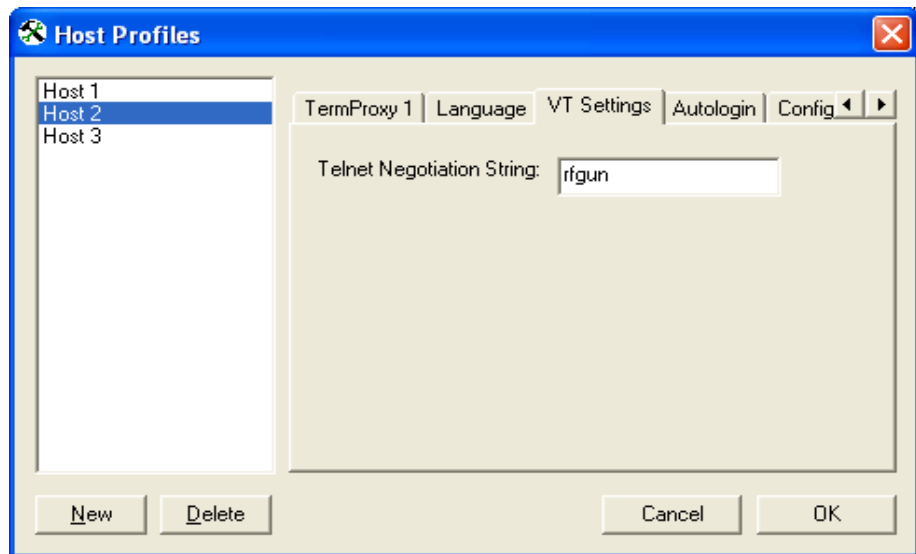 Host Profiles
Host 1
Host 2
Host 3
TermProxy 1 Language VT Settings Autologin Config
Telnet Negotiation String: rfgun
New Delete Cancel OK